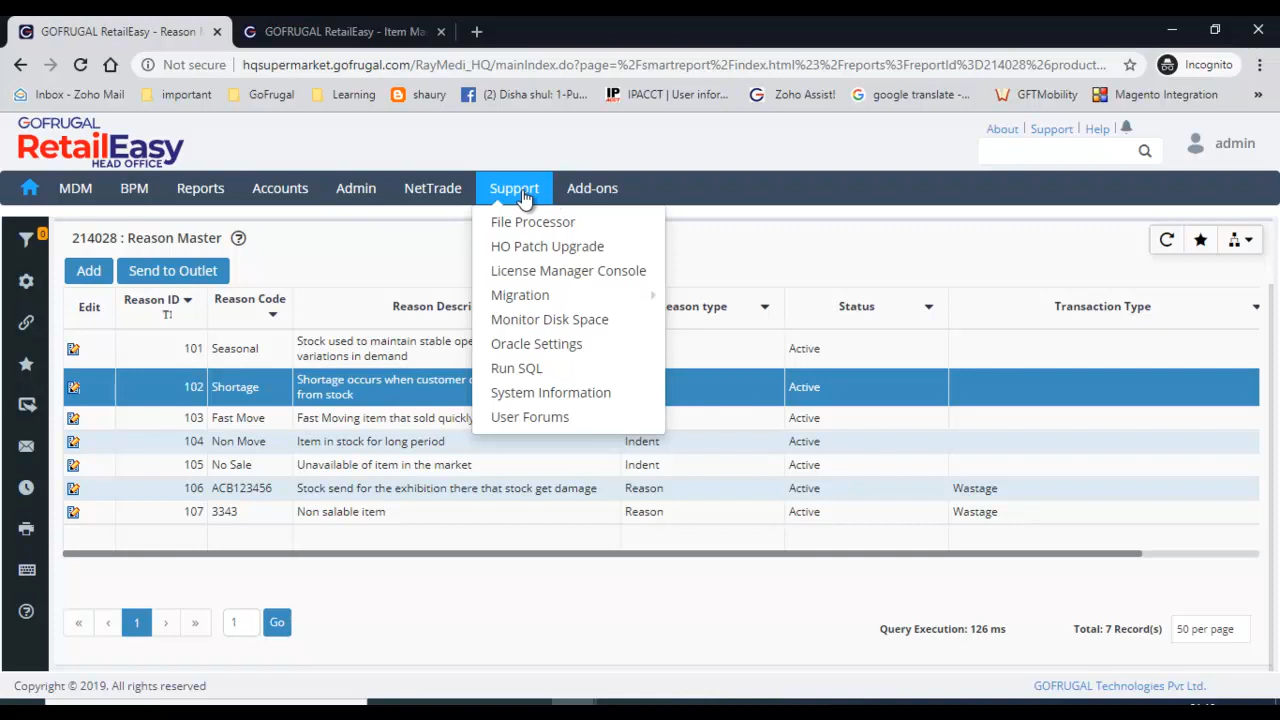 GOFRUGAL RetailEasy - Reason
GOFRUGAL RetailEasy - Item Ma
Not secure
hqsupermarket.gofrugal.com/RayMedi_HQ/mainIndex.do?page=%2Fsmartreport%2Findex.html%23%2Freports%3FreportId%3D214028%26product...
Incognito
Inbox - Zoho Mail
important
GoFrugal
Learning
shaury
(2) Disha shul: 1-Pu...
IPACCT | User infor...
Zoho Assist!
google translate -...
GFTMobility
Magento Integration
»
GOFRUGAL
RetailEasy
HEAD OFFICE
About | Support | Help |
admin
MDM
BPM
Reports
Accounts
Admin
NetTrade
Support
Add-ons
File Processor
HO Patch Upgrade
License Manager Console
Migration
Monitor Disk Space
Oracle Settings
Run SQL
System Information
User Forums
0
214028 : Reason Master
Add
Send to Outlet
Edit
Reason ID
Reason Code
Reason Descri
eason type
Status
Transaction Type
101 Seasonal
Stock used to maintain stable ope
variations in demand
Active
102 Shortage
Shortage occurs when customer
from stock
Active
103 Fast Move Fast Moving item that sold quickly Active
104 Non Move Item in stock for long period Indent Active
105 No Sale Unavailable of item in the market Indent Active
106 ACB123456 Stock send for the exhibition there that stock get damage Reason Active Wastage
107 3343 Non salable item Reason Active Wastage
« ‹ 1 › »
1
Go
Query Execution: 126 ms
Total: 7 Record(s)
50 per page
Copyright © 2019. All rights reserved
GOFRUGAL Technologies Pvt Ltd.